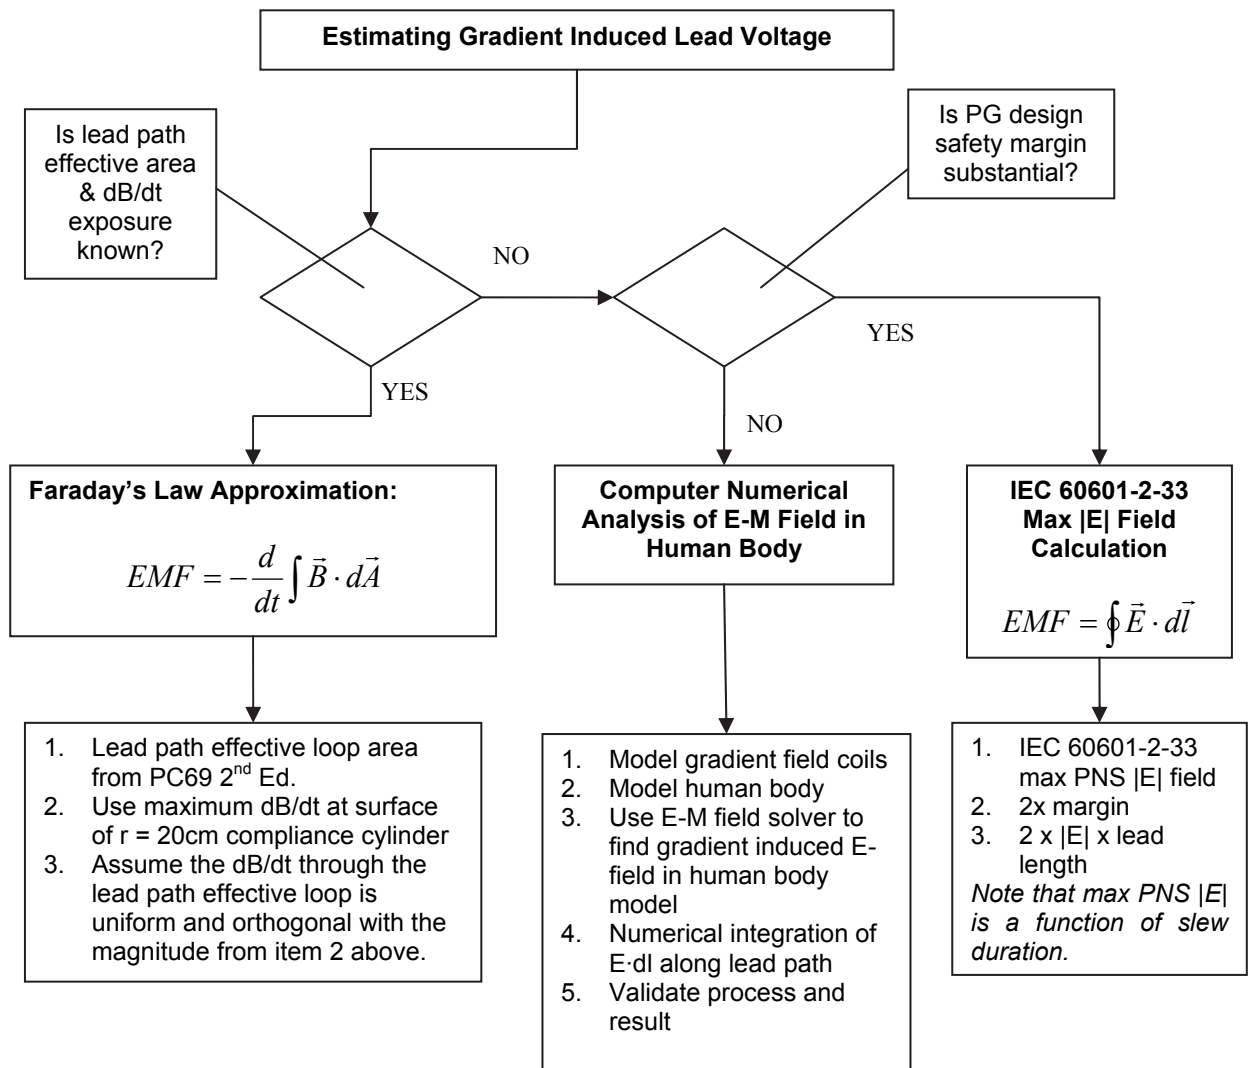 Estimating Gradient Induced Lead Voltage
Is lead path
effective area
& dB/dt
exposure
known?
Is PG design
safety margin
substantial?
NO
YES
YES
NO
Faraday's Law Approximation:
EMF = −d/dt ∫ B⃗ · dA⃗
Computer Numerical
Analysis of E-M Field in
Human Body
IEC 60601-2-33
Max |E| Field
Calculation
EMF = ∮ E⃗ · dl⃗
1. Lead path effective loop area
from PC69 2nd Ed.
2. Use maximum dB/dt at surface
of r = 20cm compliance cylinder
3. Assume the dB/dt through the
lead path effective loop is
uniform and orthogonal with the
magnitude from item 2 above.
1. Model gradient field coils
2. Model human body
3. Use E-M field solver to
find gradient induced E-
field in human body
model
4. Numerical integration of
E·dl along lead path
5. Validate process and
result
1. IEC 60601-2-33
max PNS |E| field
2. 2x margin
3. 2 x |E| x lead
length
Note that max PNS |E|
is a function of slew
duration.